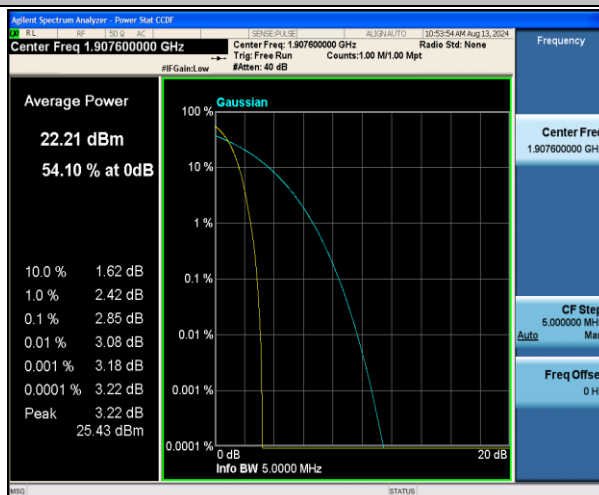 Agilent Spectrum Analyzer - Power Stat CCDF
RL RF 50 Ω AC SENSE:PULSE ALIGN AUTO 10:53:54 AM Aug 13, 2024
Center Freq 1.907600000 GHz
Center Freq: 1.907600000 GHz Radio Std: None
Trig: Free Run Counts:1.00 M/1.00 Mpt
#IFGain:Low #Atten: 40 dB
Frequency
Average Power
22.21 dBm
54.10 % at 0dB
10.0 % 1.62 dB
1.0 % 2.42 dB
0.1 % 2.85 dB
0.01 % 3.08 dB
0.001 % 3.18 dB
0.0001 % 3.22 dB
Peak 3.22 dB
25.43 dBm
Gaussian
100 %
10 %
1 %
0.1 %
0.01 %
0.001 %
0.0001 %
0 dB 20 dB
Info BW 5.0000 MHz
Center Fre
1.907600000 GH
CF Step
5.000000 MH
Auto Ma
Freq Offse
0 H
MSG STATUS